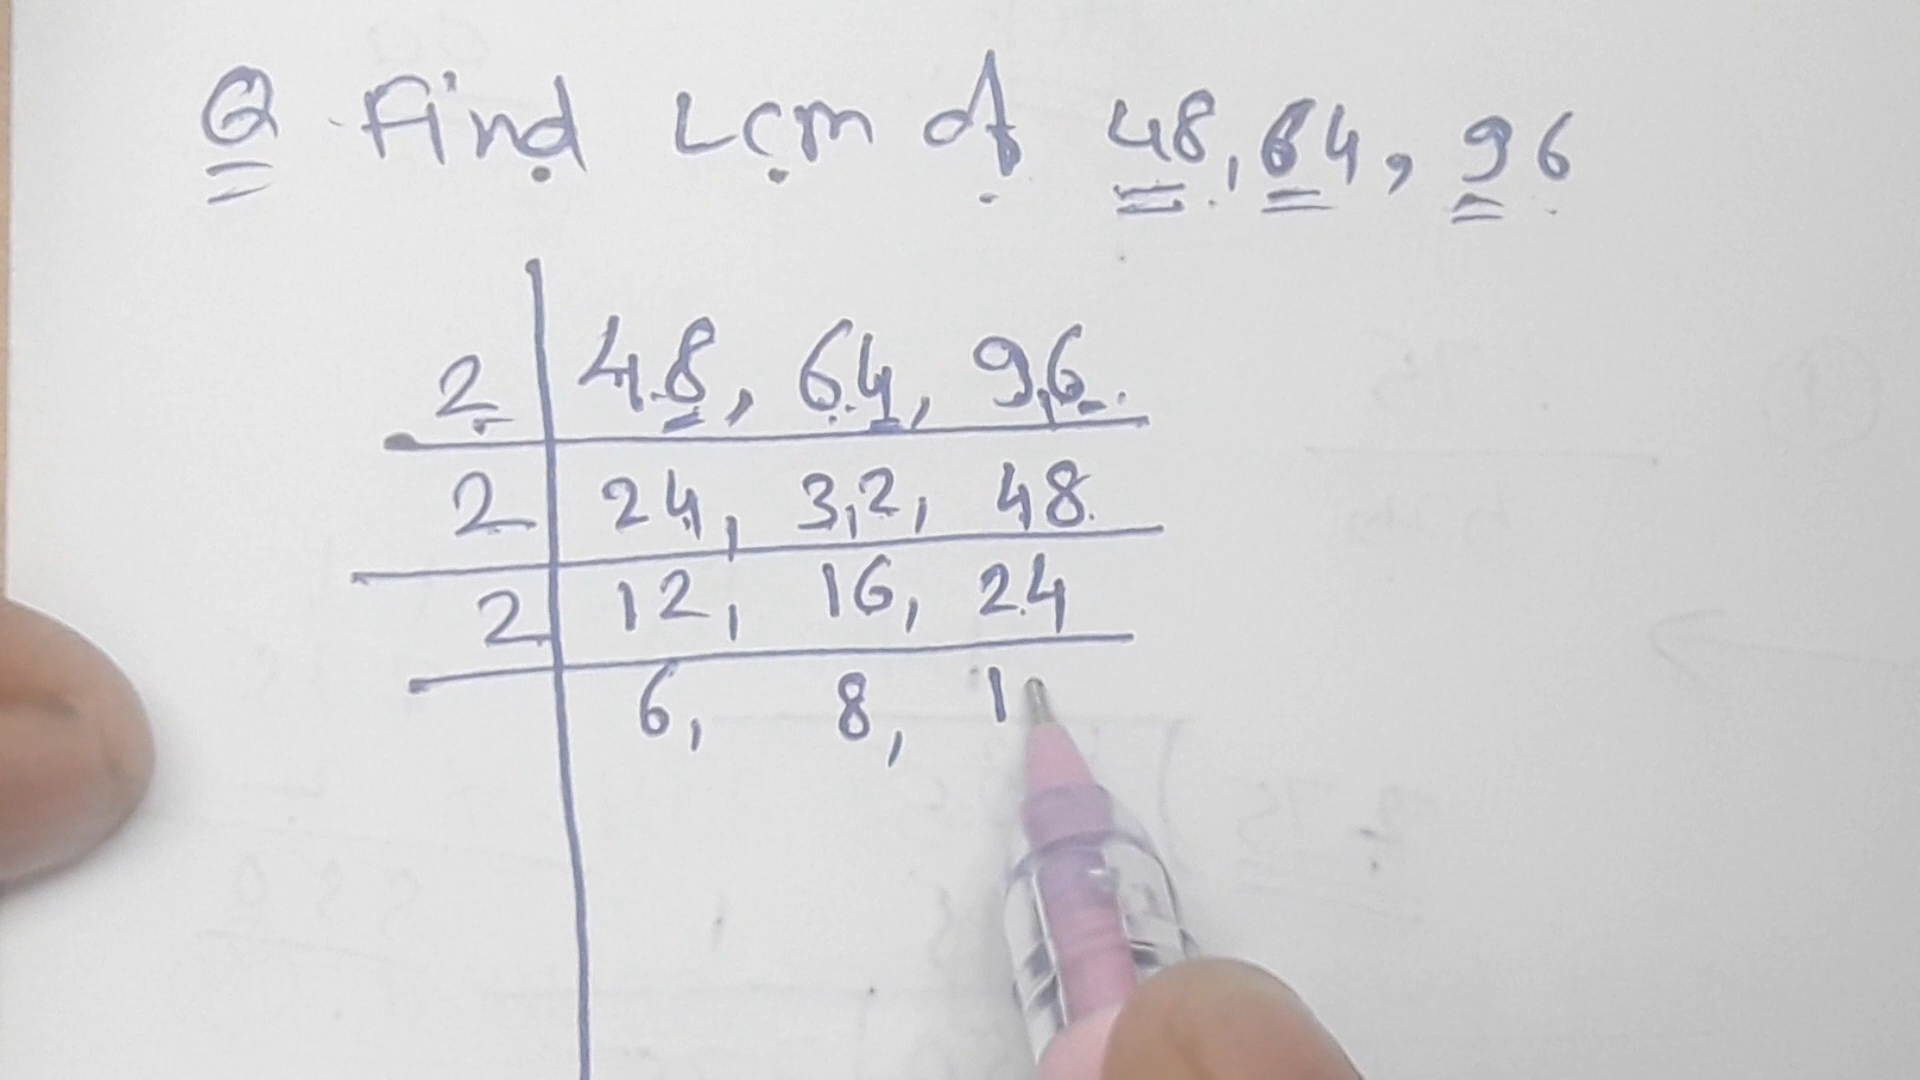 Q Find Lcm of 48, 64, 96
2 48, 64, 96
2 24, 32, 48
2 12, 16, 24
6, 8, 1